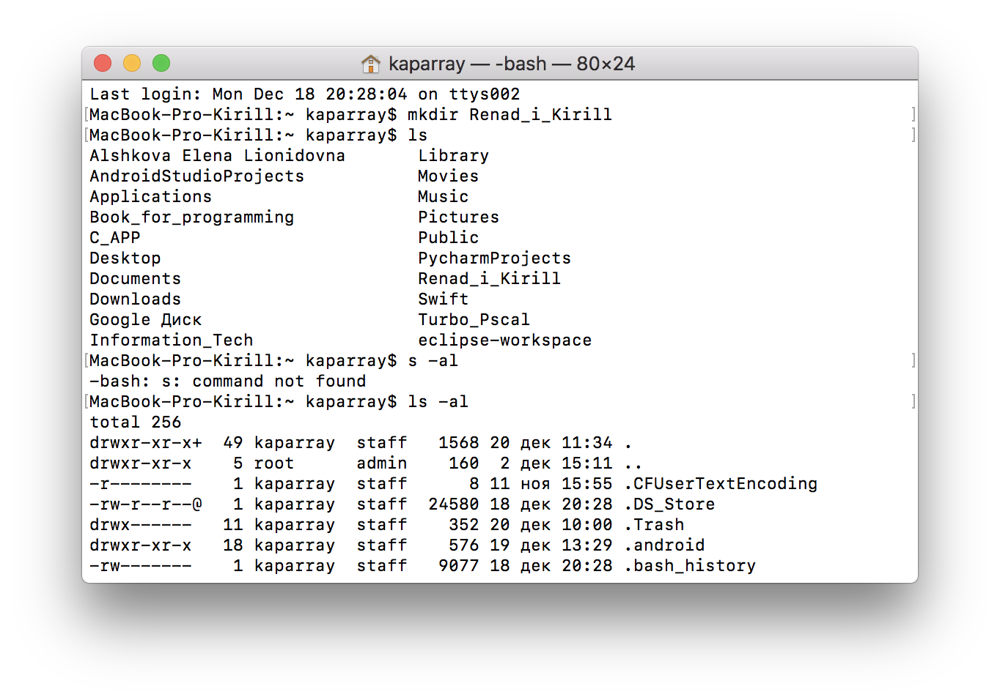 kaparray — -bash — 80×24
Last login: Mon Dec 18 20:28:04 on ttys002
[MacBook-Pro-Kirill:~ kaparray$ mkdir Renad_i_Kirill ]
[MacBook-Pro-Kirill:~ kaparray$ ls ]
Alshkova Elena Lionidovna Library
AndroidStudioProjects Movies
Applications Music
Book_for_programming Pictures
C_APP Public
Desktop PycharmProjects
Documents Renad_i_Kirill
Downloads Swift
Google Диск Turbo_Pscal
Information_Tech eclipse-workspace
[MacBook-Pro-Kirill:~ kaparray$ s -al ]
-bash: s: command not found
[MacBook-Pro-Kirill:~ kaparray$ ls -al ]
total 256
drwxr-xr-x+ 49 kaparray staff 1568 20 дек 11:34 .
drwxr-xr-x 5 root admin 160 2 дек 15:11 ..
-r-------- 1 kaparray staff 8 11 ноя 15:55 .CFUserTextEncoding
-rw-r--r--@ 1 kaparray staff 24580 18 дек 20:28 .DS_Store
drwx------ 11 kaparray staff 352 20 дек 10:00 .Trash
drwxr-xr-x 18 kaparray staff 576 19 дек 13:29 .android
-rw------- 1 kaparray staff 9077 18 дек 20:28 .bash_history